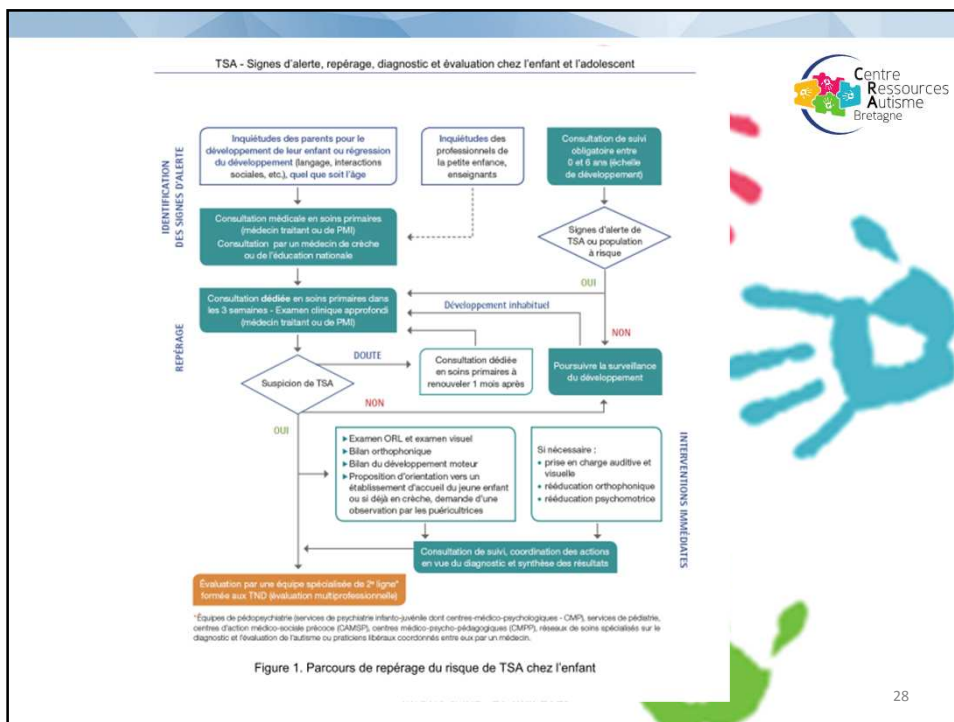 TSA - Signes d'alerte, repérage, diagnostic et évaluation chez l'enfant et l'adolescent
Centre
Ressources
Autisme
Bretagne
IDENTIFICATION
DES SIGNES D'ALERTE
Inquiétudes des parents pour le
développement de leur enfant ou régression
du développement (langage, interactions
sociales, etc.), quel que soit l'âge
Inquiétudes des
professionnels de
la petite enfance,
enseignants
Consultation de suivi
obligatoire entre
0 et 6 ans (échelle
de développement)
Consultation médicale en soins primaires
(médecin traitant ou de PMI)
Consultation par un médecin de crèche
ou de l'éducation nationale
Signes d'alerte de
TSA ou population
à risque
OUI
NON
REPÉRAGE
Consultation dédiée en soins primaires dans
les 3 semaines - Examen clinique approfondi
(médecin traitant ou de PMI)
Développement inhabituel
Suspicion de TSA
DOUTE
Consultation dédiée
en soins primaires à
renouveler 1 mois après
Poursuivre la surveillance
du développement
NON
OUI
Examen ORL et examen visuel
Bilan orthophonique
Bilan du développement moteur
Proposition d'orientation vers un
établissement d'accueil du jeune enfant
ou si déjà en crèche, demande d'une
observation par les puéricultrices
Si nécessaire :
• prise en charge auditive et
visuelle
• rééducation orthophonique
• rééducation psychomotrice
INTERVENTIONS IMMÉDIATES
Consultation de suivi, coordination des actions
en vue du diagnostic et synthèse des résultats
Évaluation par une équipe spécialisée de 2e ligne*
formée aux TND (évaluation multiprofessionnelle)
*Équipes de pédopsychiatrie (services de psychiatrie infanto-juvénile dont centres-médico-psychologiques - CMP), services de pédiatrie,
centres d'action médico-sociale précoce (CAMSP), centres médico-psycho-pédagogiques (CMPP), réseaux de soins spécialisés sur le
diagnostic et l'évaluation de l'autisme ou praticiens libéraux coordonnés entre eux par un médecin.
Figure 1. Parcours de repérage du risque de TSA chez l'enfant
28